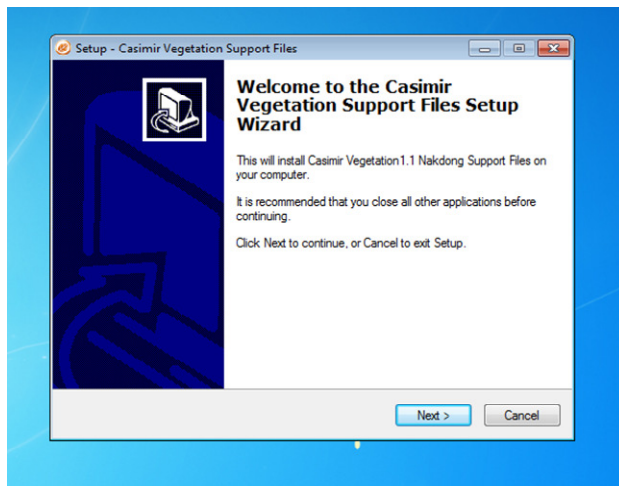 Setup - Casimir Vegetation Support Files
Welcome to the Casimir
Vegetation Support Files Setup
Wizard
This will install Casimir Vegetation1.1 Nakdong Support Files on
your computer.
It is recommended that you close all other applications before
continuing.
Click Next to continue, or Cancel to exit Setup.
Next >
Cancel